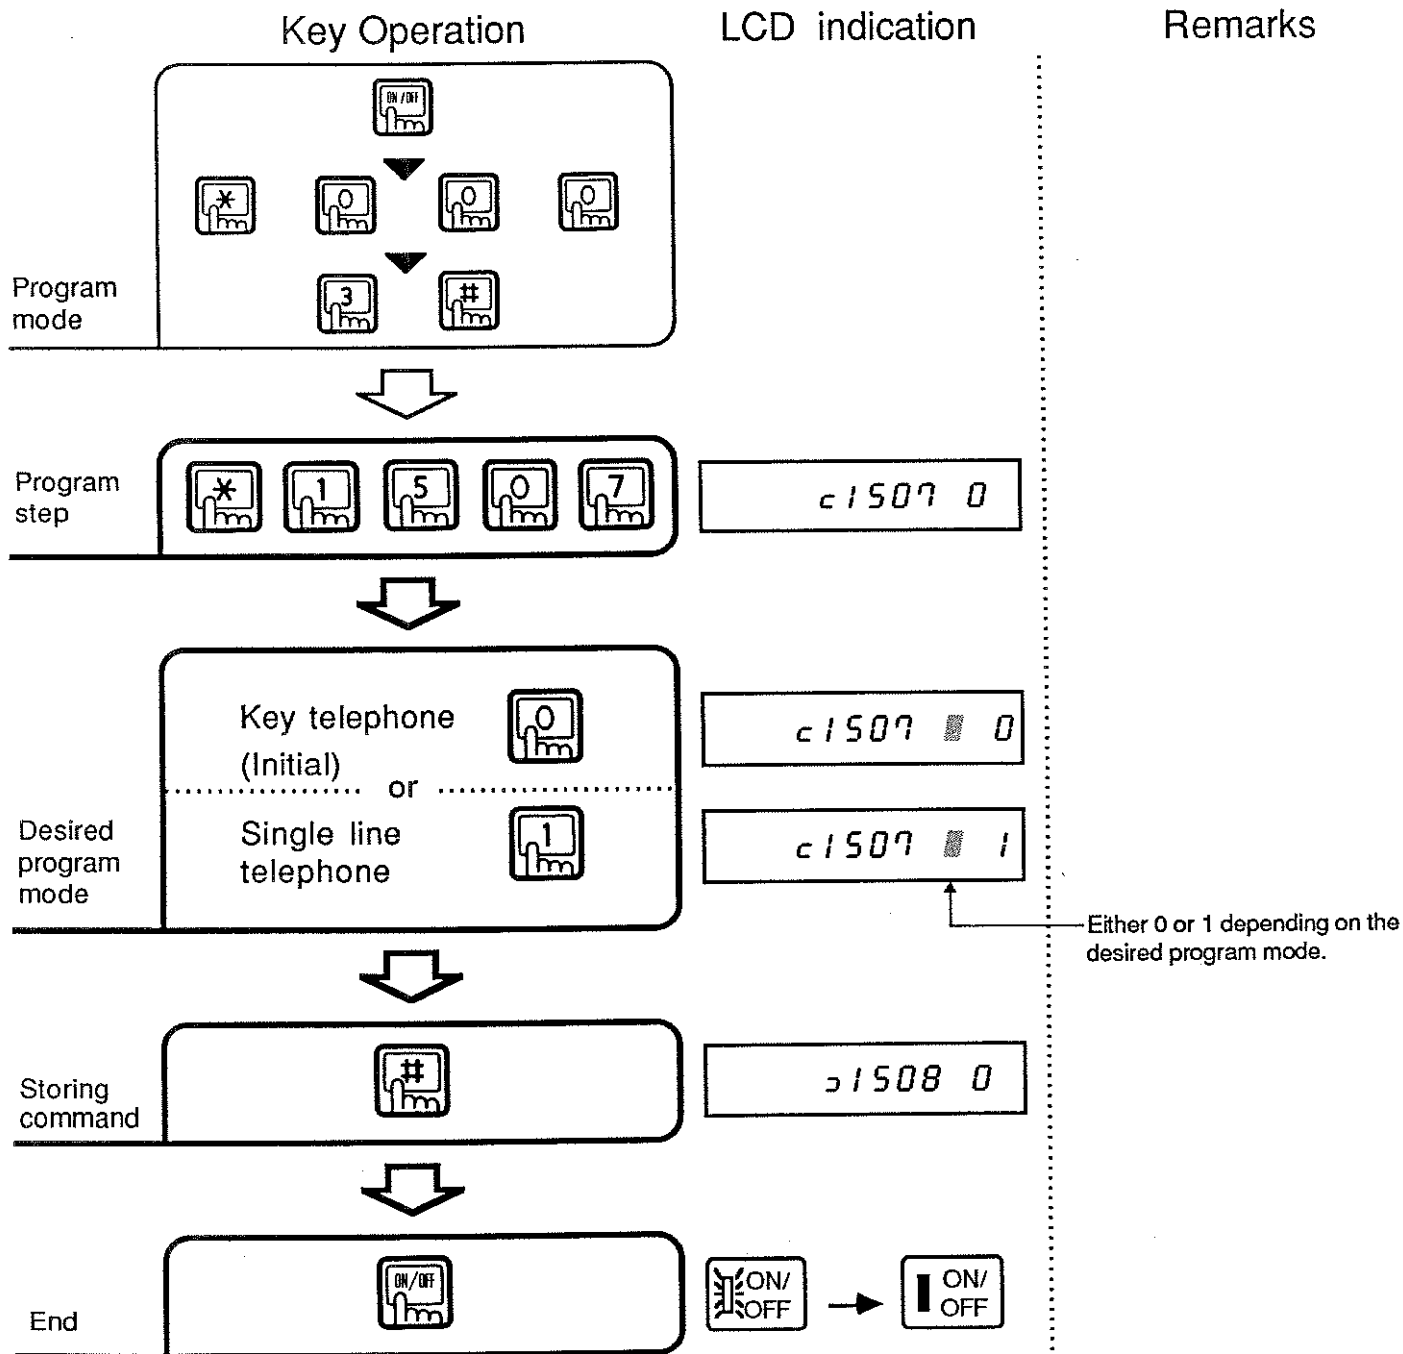 Key Operation LCD indication Remarks
ON/OFF
* 0 0 0
3 #
Program
mode
Program
step
* 1 5 0 7
c1507 0
Key telephone
(Initial)
0
c1507 0
or
Single line
telephone
1
c1507 1
Desired
program
mode
Either 0 or 1 depending on the
desired program mode.
Storing
command
#
ɔ1508 0
End
ON/OFF
ON/
OFF
ON/
OFF